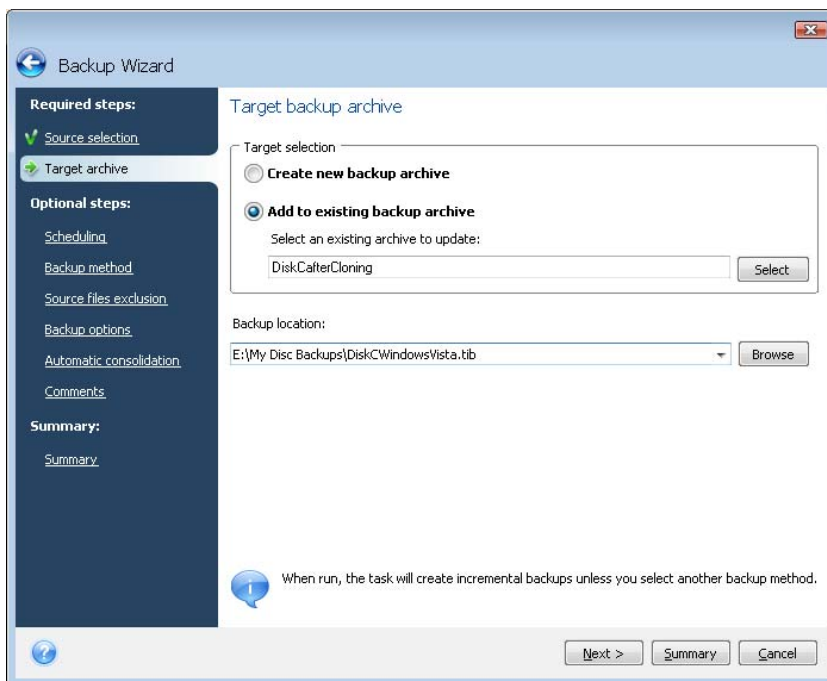 Backup Wizard
Required steps:
Source selection
Target archive
Optional steps:
Scheduling
Backup method
Source files exclusion
Backup options
Automatic consolidation
Comments
Summary:
Summary
Target backup archive
Target selection
Create new backup archive
Add to existing backup archive
Select an existing archive to update:
DiskCafterCloning
Select
Backup location:
E:\My Disc Backups\DiskCWindowsVista.tib
Browse
When run, the task will create incremental backups unless you select another backup method.
Next >
Summary
Cancel